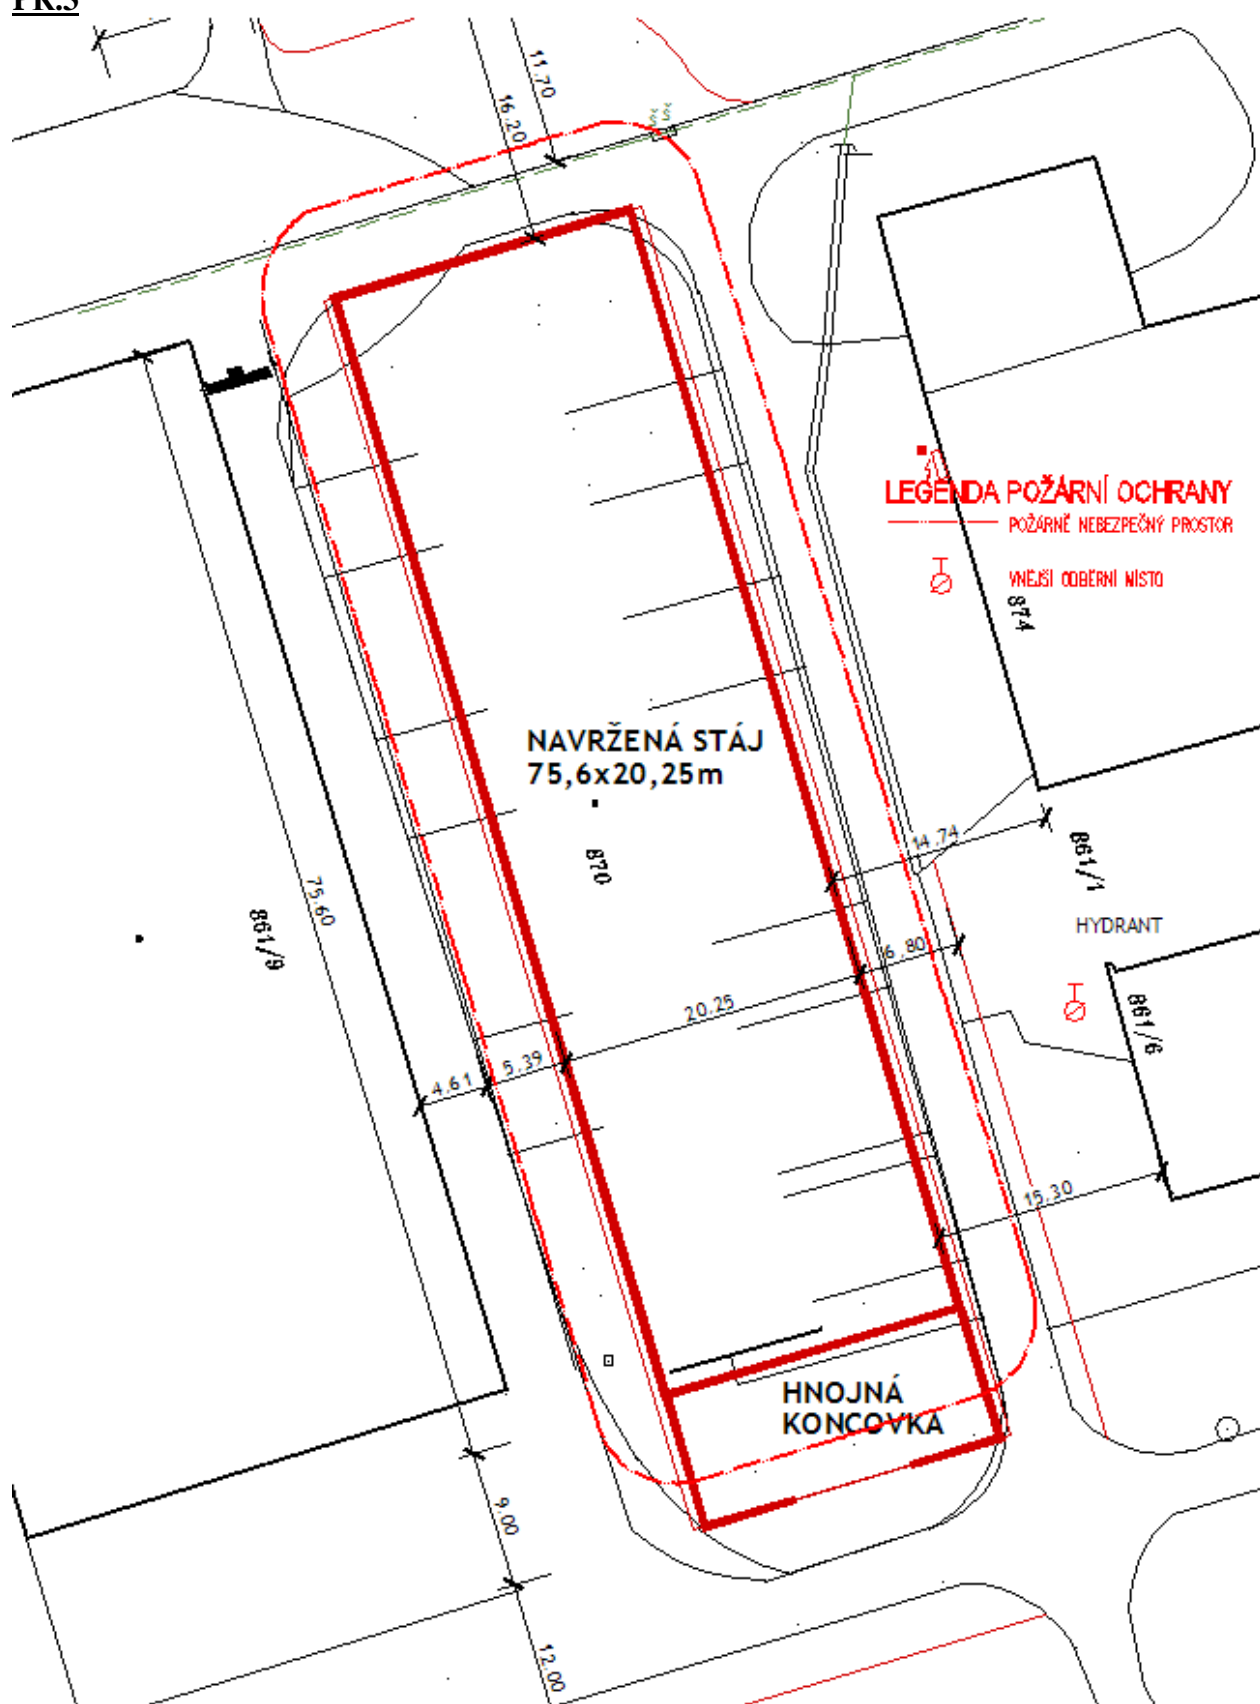 PR.3
11.70
16.20
LEGENDA POŽÁRNÍ OCHRANY
POŽÁRNĚ NEBEZPEČNÝ PROSTOR
VNĚJŠÍ ODBĚRNÍ MÍSTO
874
NAVRŽENÁ STÁJ
75,6x20,25m
870
14.74
861/1
75.60
861/9
HYDRANT
6.80
20.25
861/6
5.39
4.61
15.30
HNOJNÁ
KONCOVKA
9.00
12.00